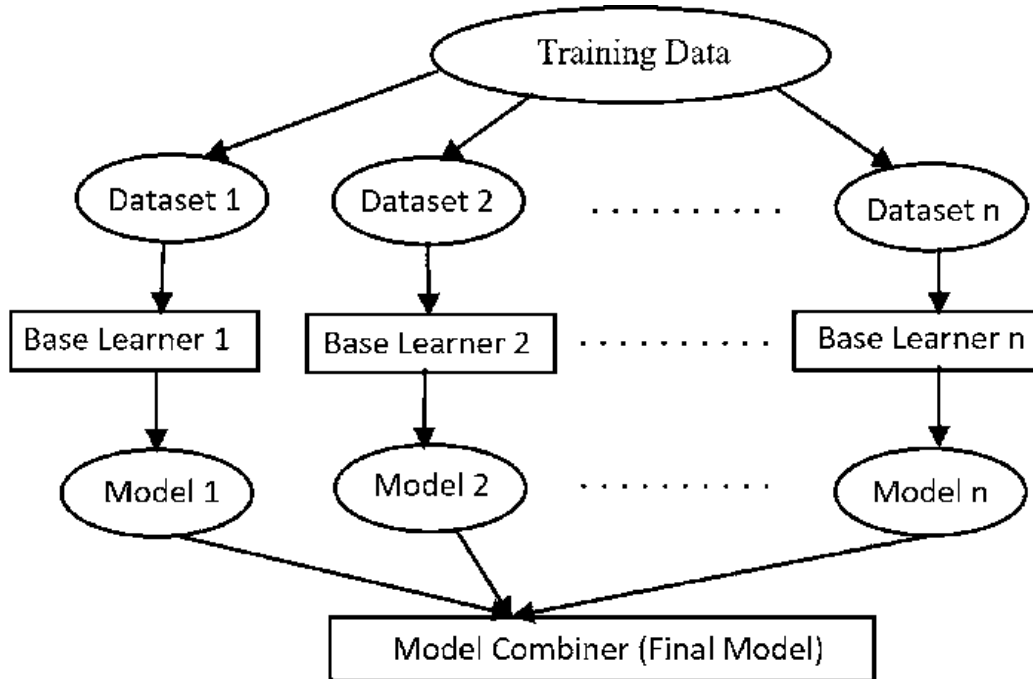 Training Data
Dataset 1
Dataset 2
. . . . . . . . . . .
Dataset n
Base Learner 1
Base Learner 2
. . . . . . . . . . .
Base Learner n
Model 1
Model 2
. . . . . . . . . . .
Model n
Model Combiner (Final Model)